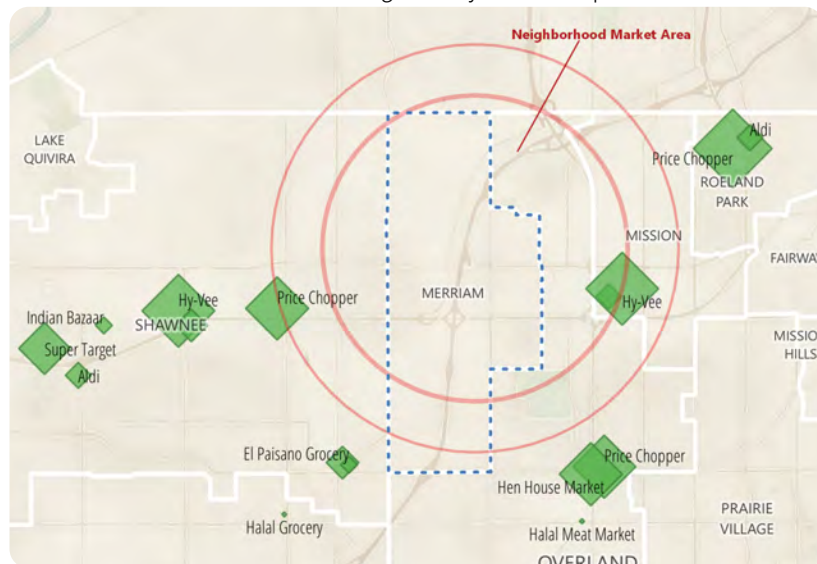 Neighborhood Market Area
LAKE
QUIVIRA
Aldi
Price Chopper
ROELAND
PARK
MISSION
FAIRWA
MERRIAM
Price Chopper
Hy-Vee
Hy-Vee
Indian Bazaar
SHAWNEE
Super Target
Aldi
MISSIO
HILLS
El Paisano Grocery
Price Chopper
Hen House Market
Halal Grocery
Halal Meat Market
PRAIRIE
VILLAGE
OVERLAND